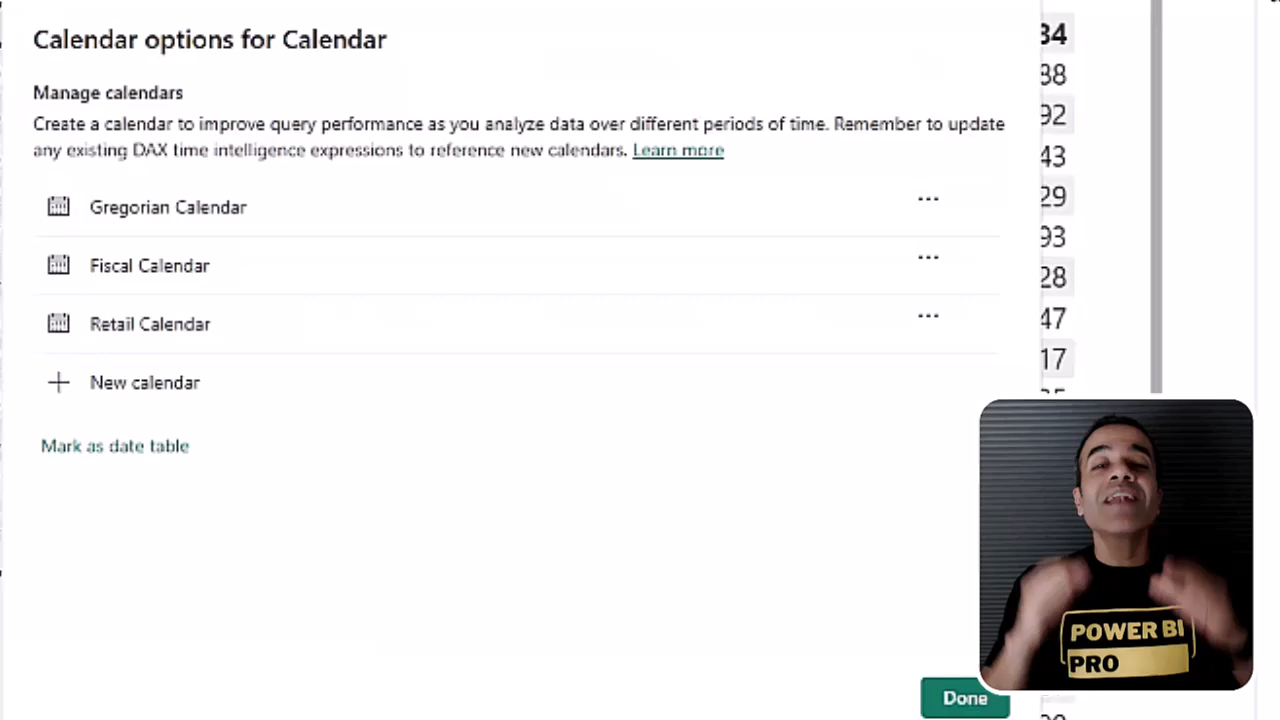 Calendar options for Calendar
Manage calendars
Create a calendar to improve query performance as you analyze data over different periods of time. Remember to update
any existing DAX time intelligence expressions to reference new calendars. Learn more
Gregorian Calendar
...
Fiscal Calendar
...
Retail Calendar
...
New calendar
Mark as date table
Done
34
88
92
43
29
93
28
47
17
POWER BI
PRO